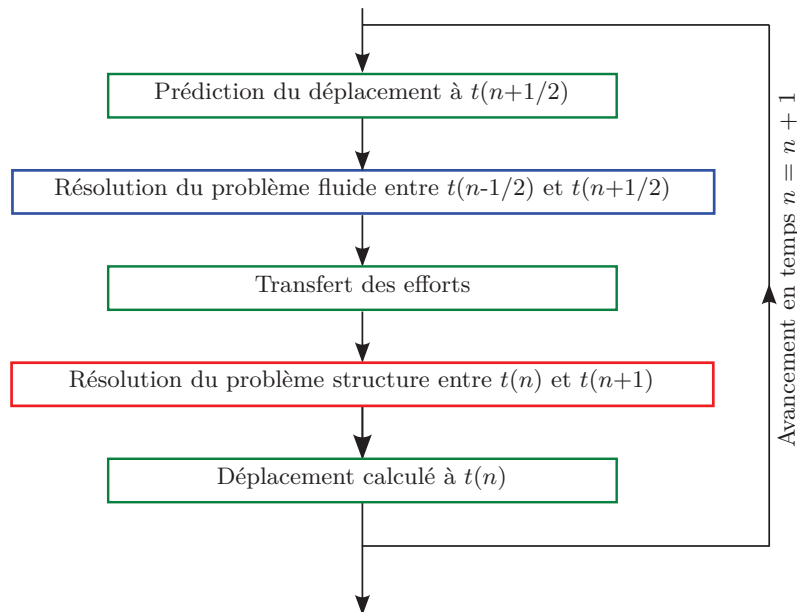 Prédiction du déplacement à t(n+1/2)
Résolution du problème fluide entre t(n-1/2) et t(n+1/2)
Transfert des efforts
Résolution du problème structure entre t(n) et t(n+1)
Déplacement calculé à t(n)
Avancement en temps n = n + 1